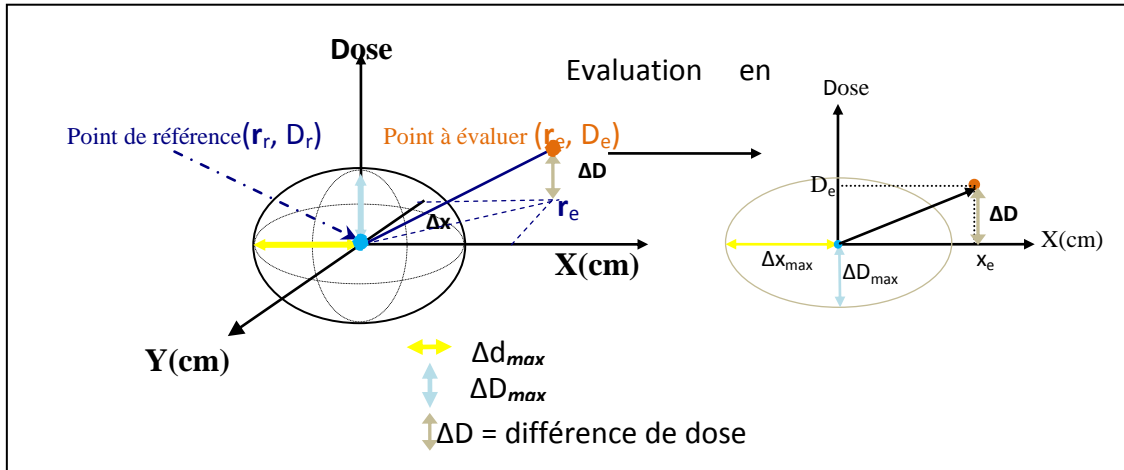 Dose
Evaluation en
Dose
Point de référence(rr, Dr)
Point à évaluer (re, De)
ΔD
De
re
Δx
ΔD
X(cm)
X(cm)
Δxmax
ΔDmax
xe
Y(cm)
Δdmax
ΔDmax
ΔD = différence de dose